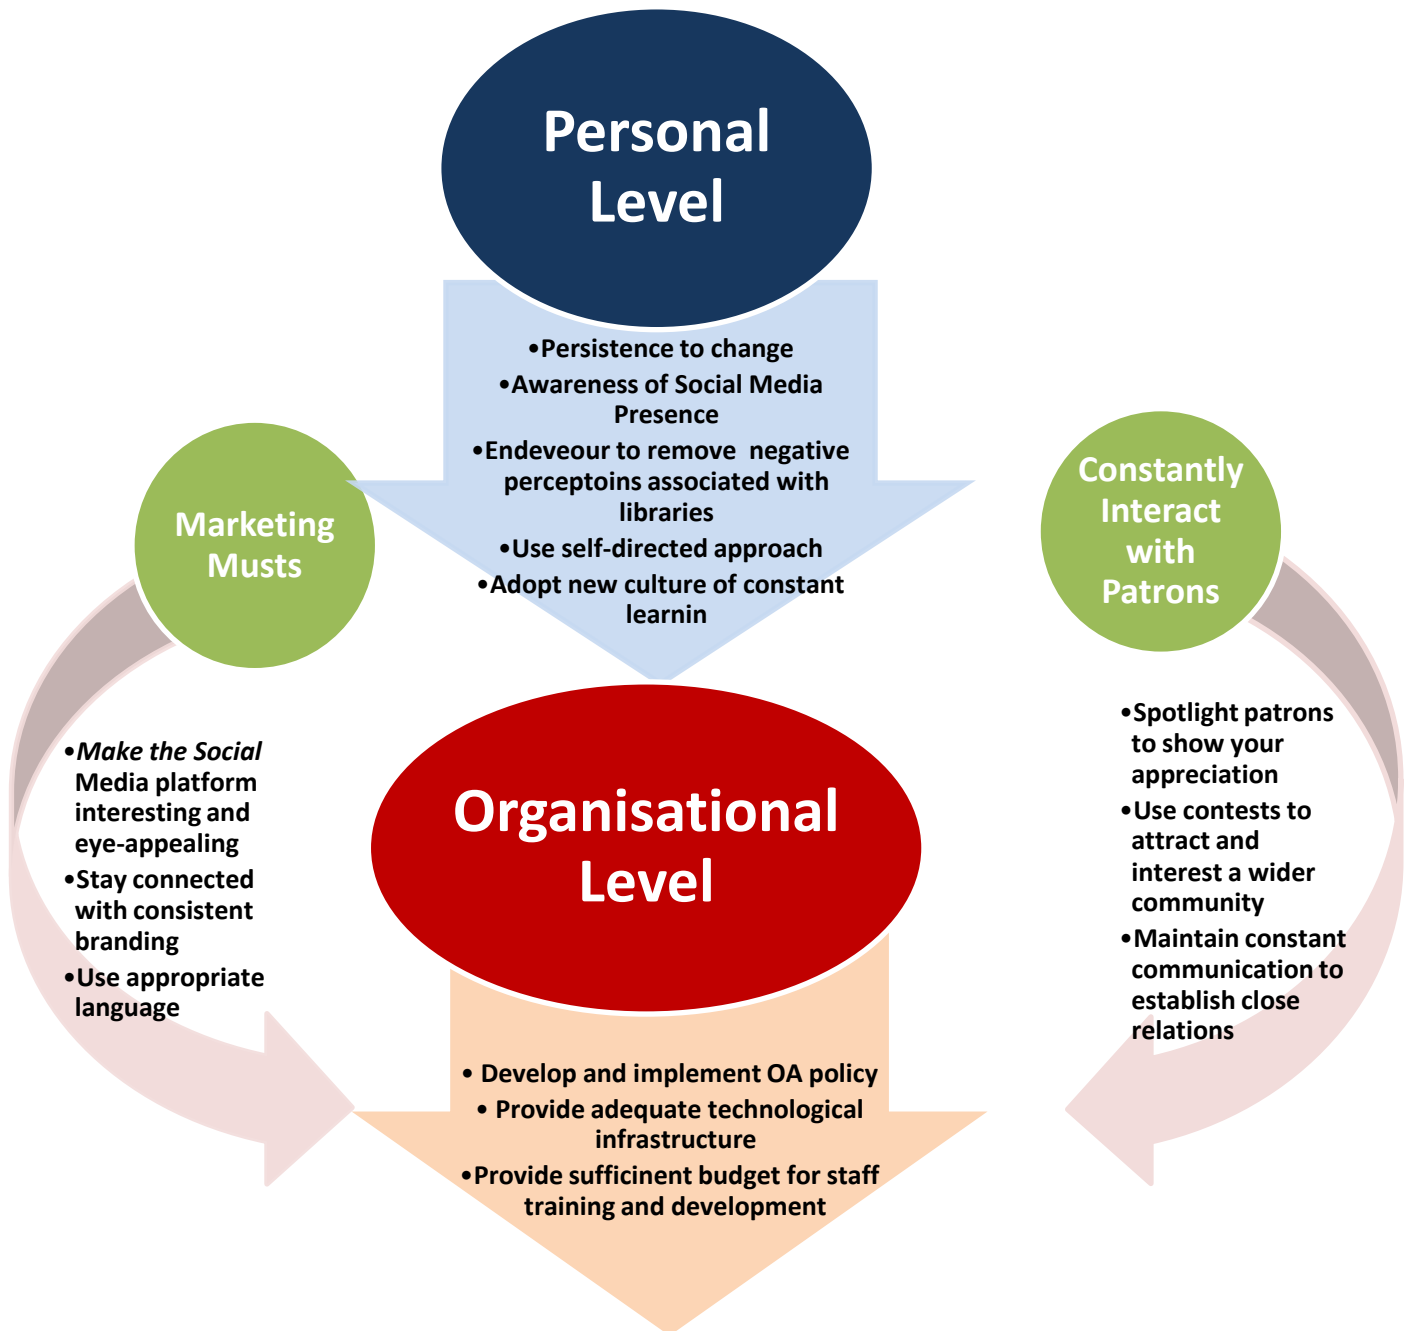 Personal
Level
•Persistence to change
•Awareness of Social Media
Presence
•Endeveour to remove  negative
perceptoins associated with
libraries
•Use self-directed approach
•Adopt new culture of constant
learnin
Marketing
Musts
•Make the Social
Media platform
interesting and
eye-appealing
•Stay connected
with consistent
branding
•Use appropriate
language
Constantly
Interact
with
Patrons
•Spotlight patrons
to show your
appreciation
•Use contests to
attract and
interest a wider
community
•Maintain constant
communication to
establish close
relations
Organisational
Level
• Develop and implement OA policy
• Provide adequate technological
infrastructure
•Provide sufficinent budget for staff
training and development